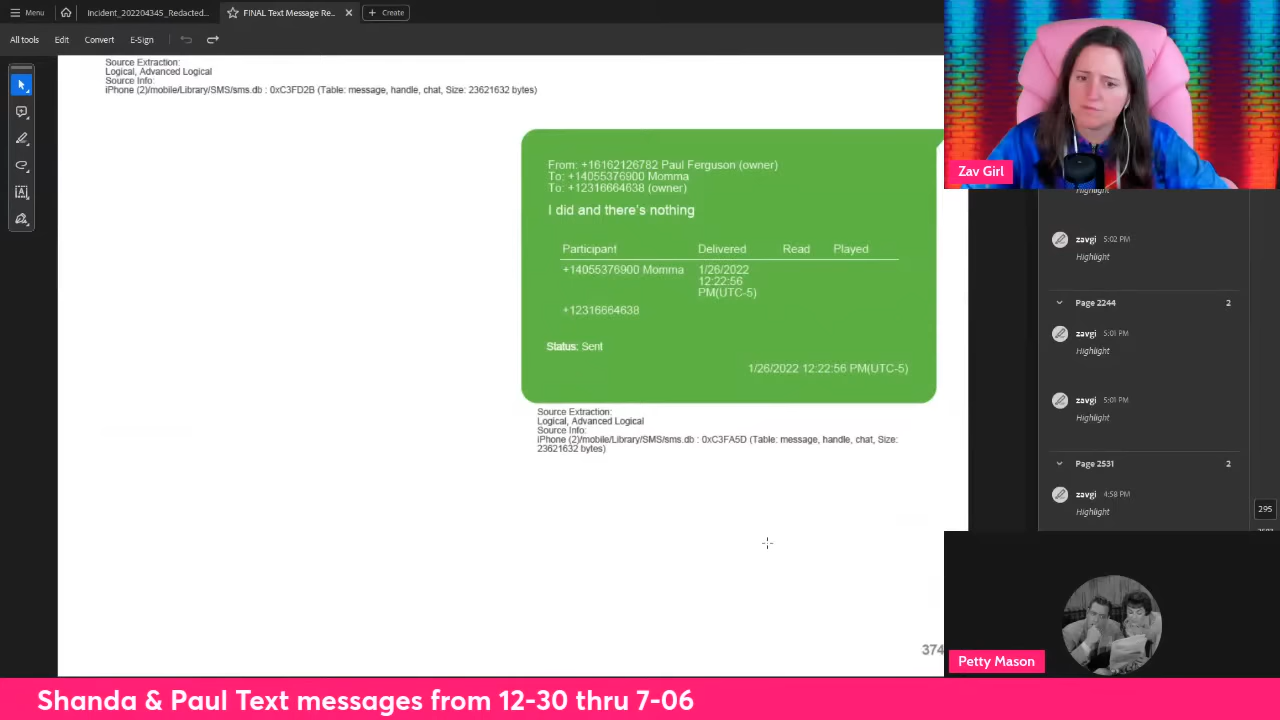 Menu
Incident_202204345_Redacted...
FINAL Text Message Re...
Create
All tools
Edit
Convert
E-Sign
Source Extraction:
Logical, Advanced Logical
Source Info:
iPhone (2)/mobile/Library/SMS/sms.db : 0xC3FD2B (Table: message, handle, chat, Size: 23621632 bytes)
From: +16162126782 Paul Ferguson (owner)
To: +14055376900 Momma
To: +12316664638 (owner)
I did and there's nothing
Participant Delivered Read Played
+14055376900 Momma 1/26/2022
12:22:56
PM(UTC-5)
+12316664638
Status: Sent
1/26/2022 12:22:56 PM(UTC-5)
Source Extraction:
Logical, Advanced Logical
Source Info:
iPhone (2)/mobile/Library/SMS/sms.db : 0xC3FA5D (Table: message, handle, chat, Size:
23621632 bytes)
374
Zav Girl
Highlight
zavgi 5:02 PM
Highlight
Page 2244 2
zavgi 5:01 PM
Highlight
zavgi 5:01 PM
Highlight
Page 2531 2
zavgi 4:58 PM
Highlight
295
Petty Mason
Shanda & Paul Text messages from 12-30 thru 7-06